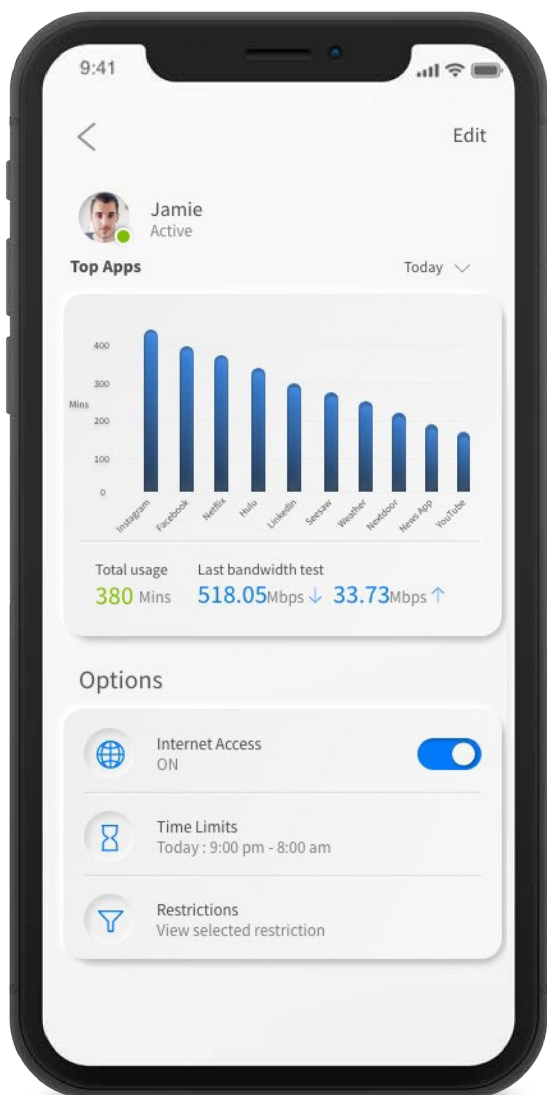 9:41
Edit
Jamie
Active
Top Apps
Today
400
300
Mins
200
100
0
Instagram
Facebook
Netflix
Hulu
LinkedIn
Seesaw
Weather
Nextdoor
News App
YouTube
Total usage
Last bandwidth test
380 Mins
518.05Mbps ↓ 33.73Mbps ↑
Options
Internet Access
ON
Time Limits
Today : 9:00 pm - 8:00 am
Restrictions
View selected restriction